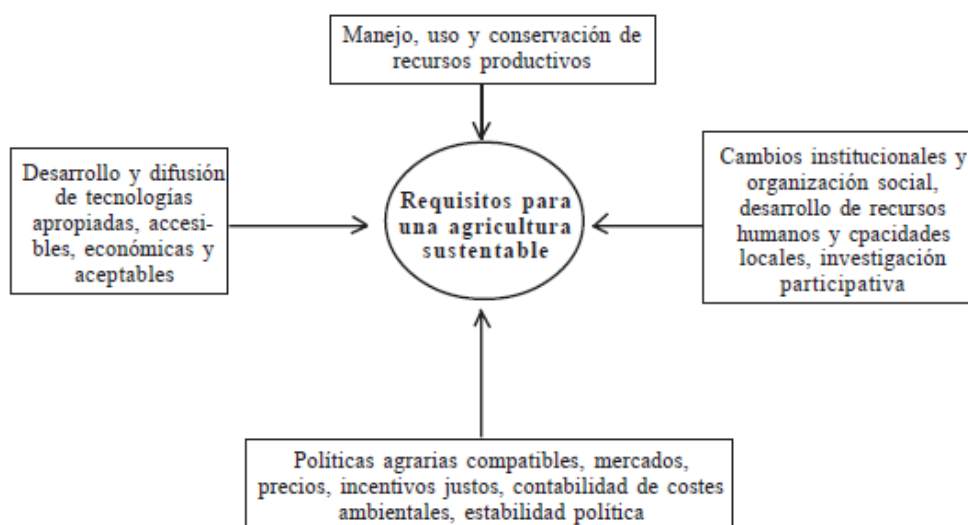 Manejo, uso y conservación de
recursos productivos
Desarrollo y difusión
de tecnologías
apropiadas, accesi-
bles, económicas y
aceptables
Requisitos para
una agricultura
sustentable
Cambios institucionales y
organización social,
desarrollo de recursos
humanos y cpacidades
locales, investigación
participativa
Políticas agrarias compatibles, mercados,
precios, incentivos justos, contabilidad de costes
ambientales, estabilidad política